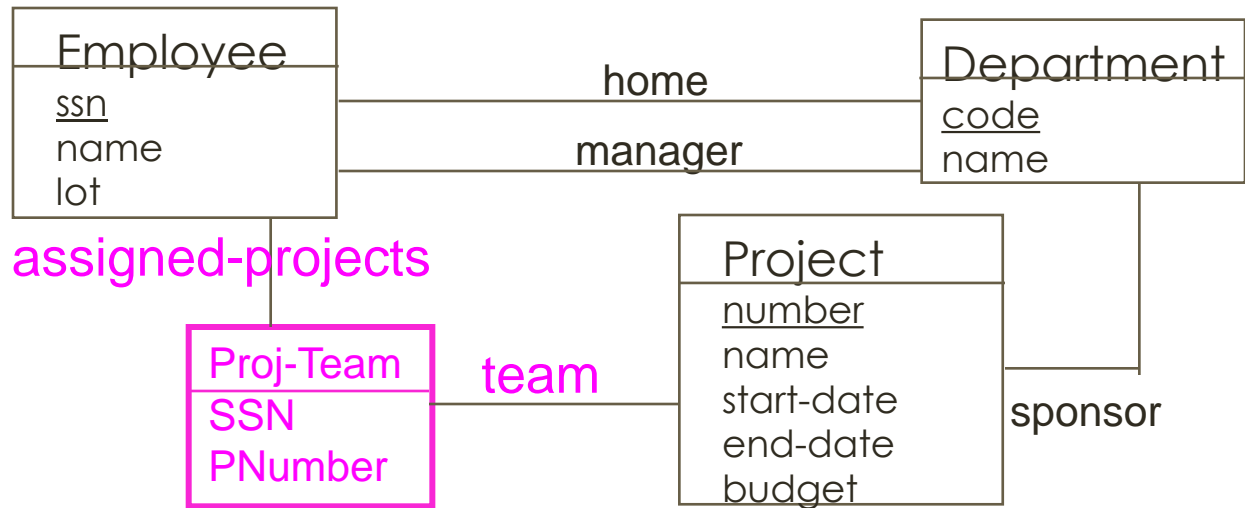 Employee
ssn
name
lot
home
manager
Department
code
name
assigned-projects
Proj-Team
SSN
PNumber
team
Project
number
name
start-date
end-date
budget
sponsor